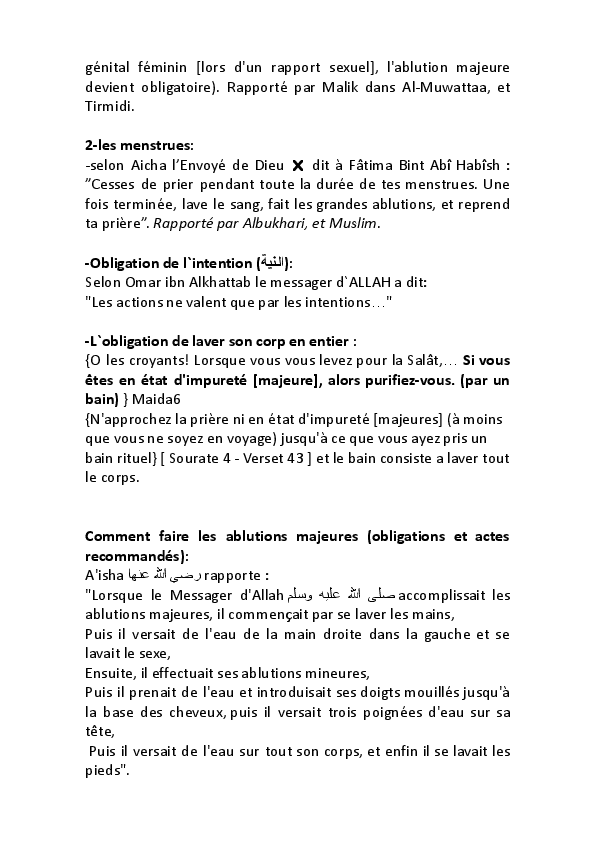 génital féminin [lors d'un rapport sexuel], l'ablution majeure
devient obligatoire). Rapporté par Malik dans Al-Muwattaa, et
Tirmidi.
2-les menstrues:
-selon Aicha l’Envoyé de Dieu ✖ dit à Fâtima Bint Abî Habîsh :
”Cesses de prier pendant toute la durée de tes menstrues. Une
fois terminée, lave le sang, fait les grandes ablutions, et reprend
ta prière”. Rapporté par Albukhari, et Muslim.
-Obligation de l`intention (النية):
Selon Omar ibn Alkhattab le messager d`ALLAH a dit:
"Les actions ne valent que par les intentions…"
-L`obligation de laver son corp en entier :
{O les croyants! Lorsque vous vous levez pour la Salât,… Si vous
êtes en état d'impureté [majeure], alors purifiez-vous. (par un
bain) } Maida6
{N'approchez la prière ni en état d'impureté [majeures] (à moins
que vous ne soyez en voyage) jusqu'à ce que vous ayez pris un
bain rituel} [ Sourate 4 - Verset 43 ] et le bain consiste a laver tout
le corps.
Comment faire les ablutions majeures (obligations et actes
recommandés):
A'isha رضي الله عنها rapporte :
"Lorsque le Messager d'Allah صلى الله عليه وسلم accomplissait les
ablutions majeures, il commençait par se laver les mains,
Puis il versait de l'eau de la main droite dans la gauche et se
lavait le sexe,
Ensuite, il effectuait ses ablutions mineures,
Puis il prenait de l'eau et introduisait ses doigts mouillés jusqu'à
la base des cheveux, puis il versait trois poignées d'eau sur sa
tête,
Puis il versait de l'eau sur tout son corps, et enfin il se lavait les
pieds".